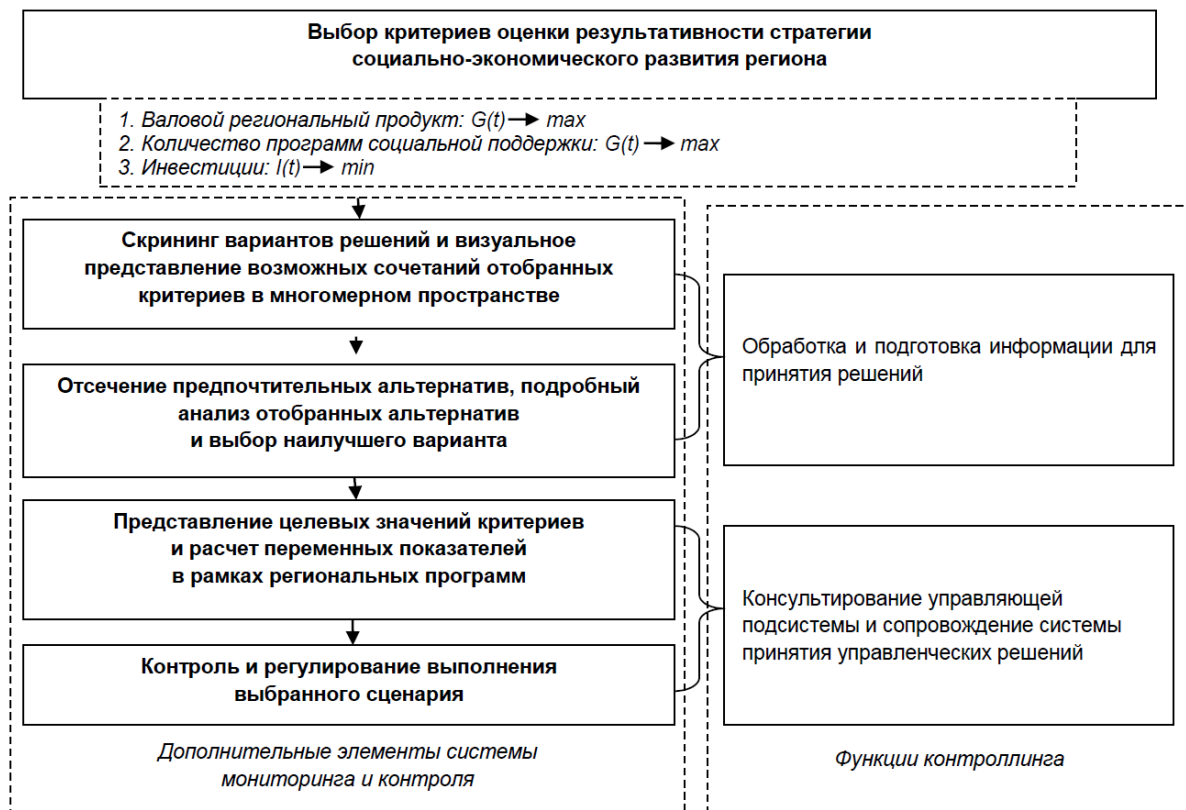 Выбор критериев оценки результативности стратегии
социально-экономического развития региона
1. Валовой региональный продукт: G(t) → max
2. Количество программ социальной поддержки: G(t) → max
3. Инвестиции: I(t) → min
Скрининг вариантов решений и визуальное
представление возможных сочетаний отобранных
критериев в многомерном пространстве
Отсечение предпочтительных альтернатив, подробный
анализ отобранных альтернатив
и выбор наилучшего варианта
Представление целевых значений критериев
и расчет переменных показателей
в рамках региональных программ
Контроль и регулирование выполнения
выбранного сценария
Дополнительные элементы системы
мониторинга и контроля
Обработка и подготовка информации для
принятия решений
Консультирование управляющей
подсистемы и сопровождение системы
принятия управленческих решений
Функции контроллинга